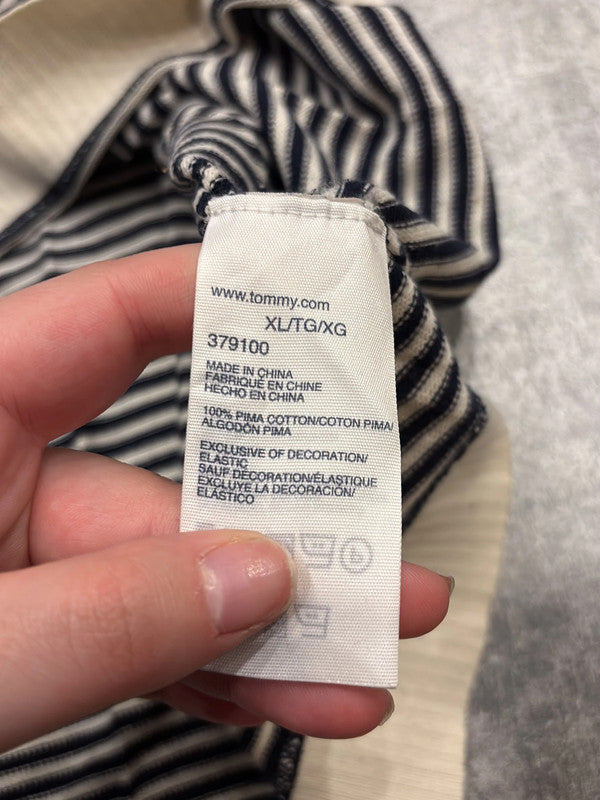 www.tommy.com
XL/TG/XG
379100
MADE IN CHINA
FABRIQUÉ EN CHINE
HECHO EN CHINA
100% PIMA COTTON/COTON PIMA/
ALGODÓN PIMA
EXCLUSIVE OF DECORATION/
ELASTIC
SAUF DÉCORATION/ÉLASTIQUE
EXCLUYE LA DECORACIÓN/
ELÁSTICO